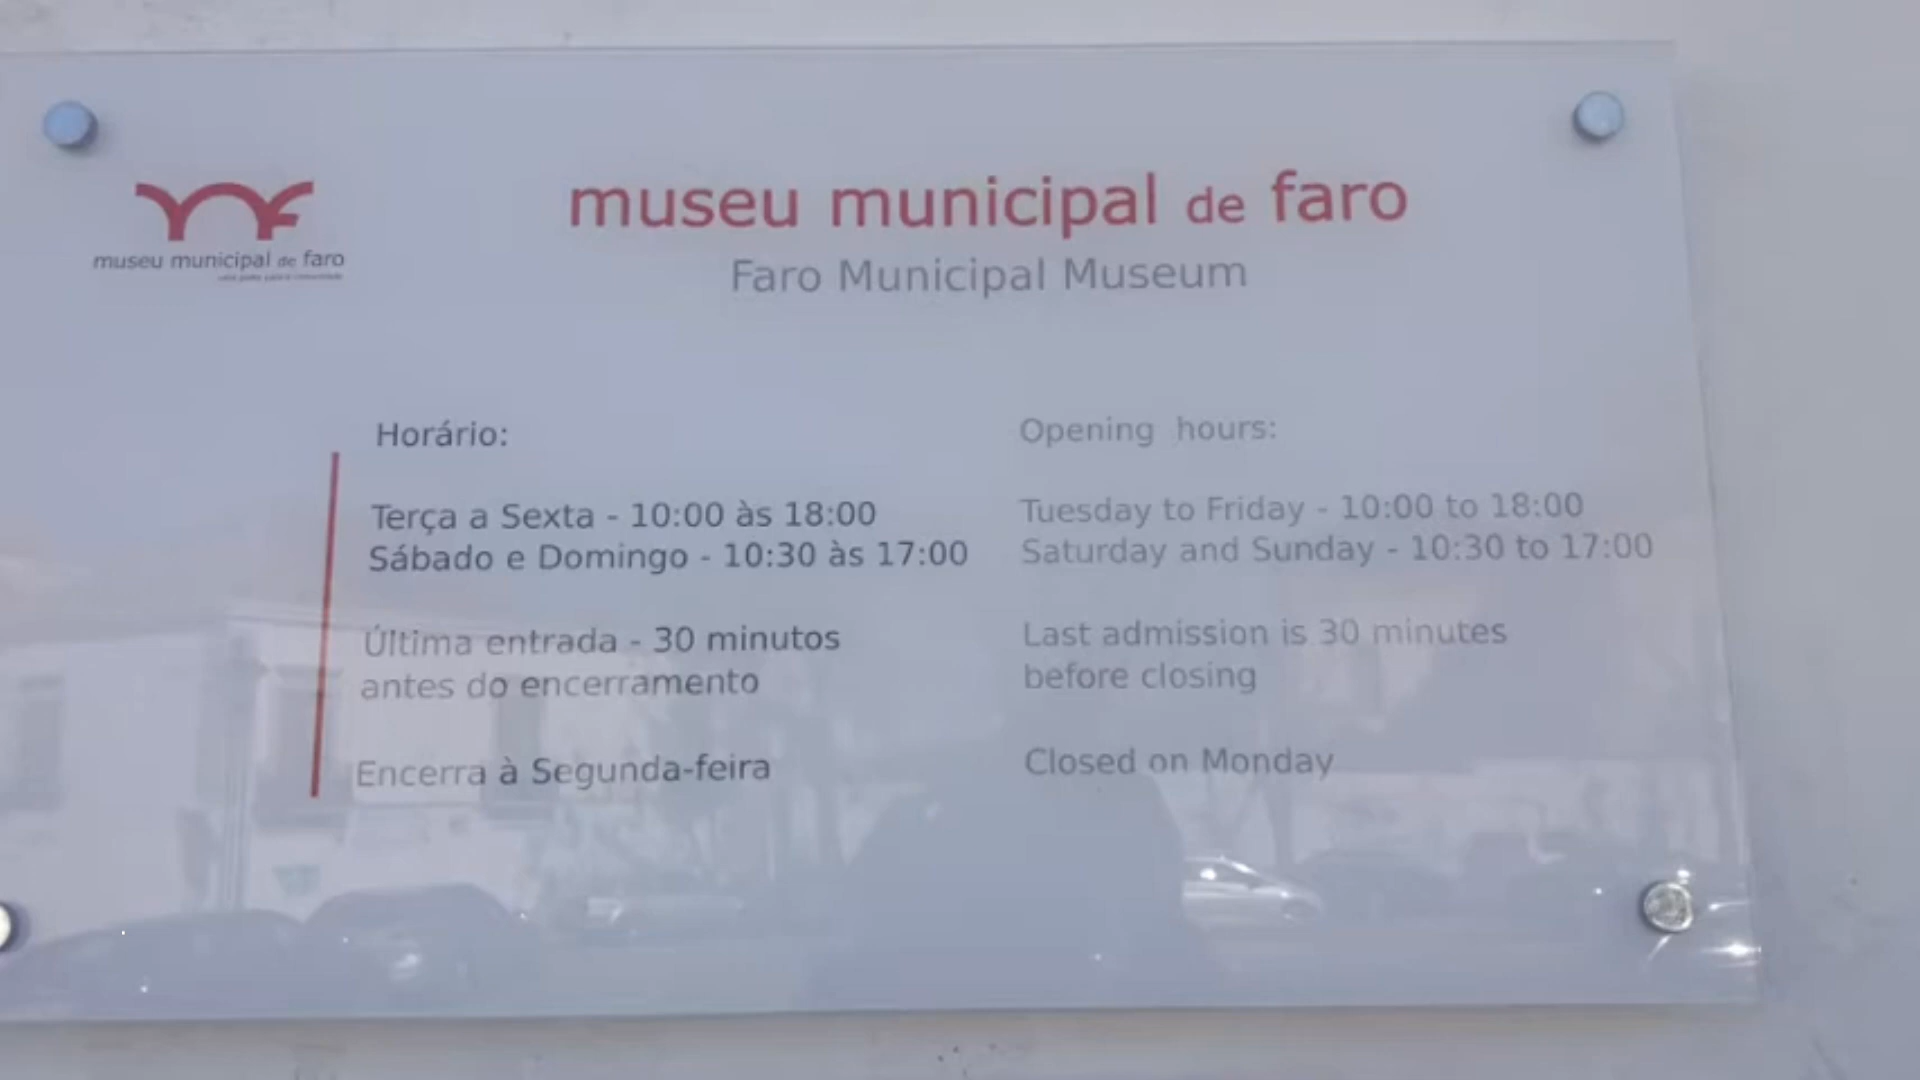 museu municipal de faro
museu municipal de faro
Faro Municipal Museum
Horário:
Terça a Sexta - 10:00 às 18:00
Sábado e Domingo - 10:30 às 17:00
Última entrada - 30 minutos
antes do encerramento
Encerra à Segunda-feira
Opening hours:
Tuesday to Friday - 10:00 to 18:00
Saturday and Sunday - 10:30 to 17:00
Last admission is 30 minutes
before closing
Closed on Monday